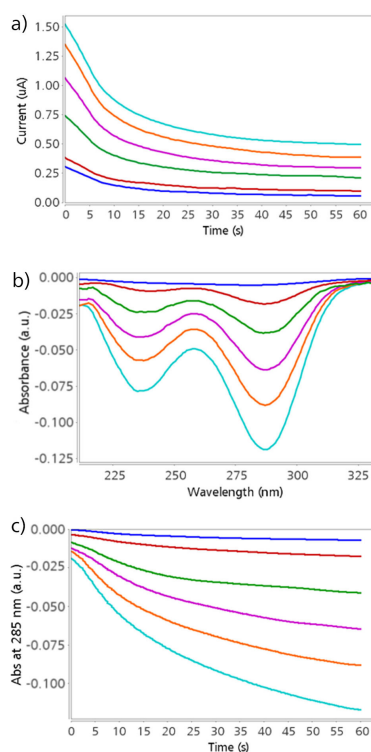 a)
Current (uA)
1.50
1.25
1.00
0.75
0.50
0.25
0.00
0 5 10 15 20 25 30 35 40 45 50 55 60
Time (s)
b)
Absorbance (a.u.)
0.000
-0.025
-0.050
-0.075
-0.100
-0.125
225 250 275 300 325
Wavelength (nm)
c)
Abs at 285 nm (a.u.)
0.000
-0.025
-0.050
-0.075
-0.100
0 5 10 15 20 25 30 35 40 45 50 55 60
Time (s)